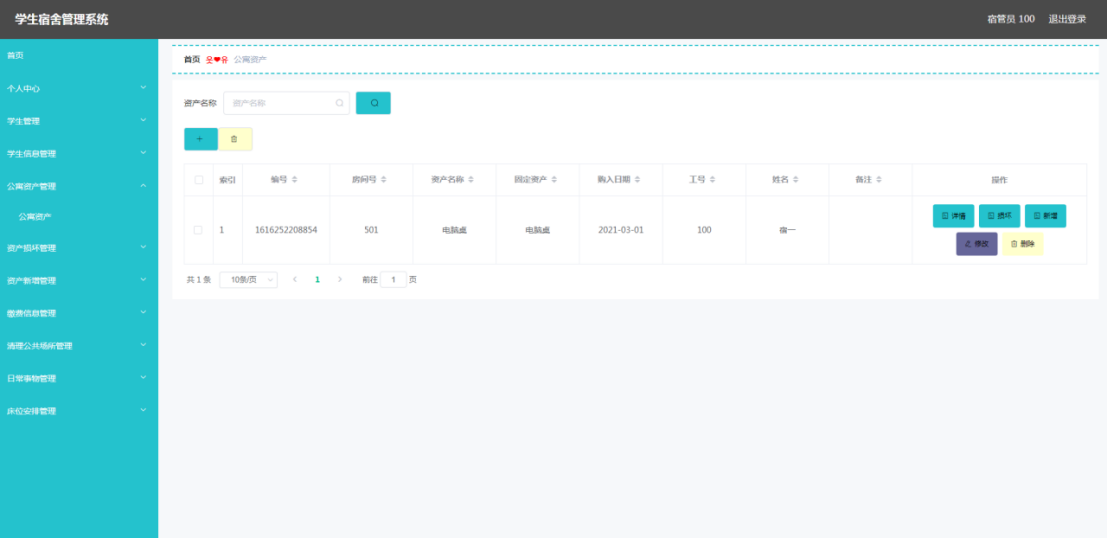 学生宿舍管理系统 宿管员 100 退出登录
首页
个人中心
学生管理
学生信息管理
公寓资产管理
公寓资产
资产损坏管理
资产新增管理
缴费信息管理
清理公共场所管理
日常事物管理
床位安排管理
首页 웃❤유 公寓资产
资产名称 资产名称
索引 编号 房间号 资产名称 固定资产 购入日期 工号 姓名 备注 操作
1 1616252208854 501 电脑桌 电脑桌 2021-03-01 100 宿一 详情 损坏 新增
修改 删除
共 1 条 10条/页 1 前往 1 页